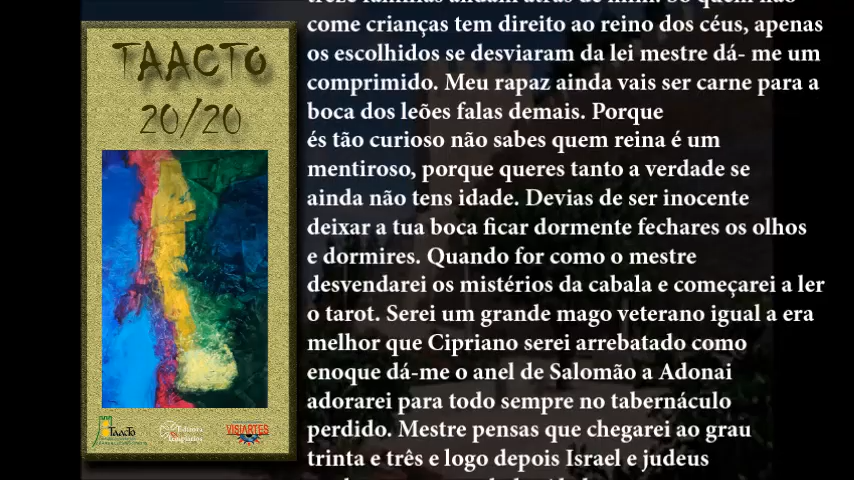 TAACTO
20/20
Taacto
Editora
Templários
VISIARTES
come crianças tem direito ao reino dos céus, apenas
os escolhidos se desviaram da lei mestre dá- me um
comprimido. Meu rapaz ainda vais ser carne para a
boca dos leões falas demais. Porque
és tão curioso não sabes quem reina é um
mentiroso, porque queres tanto a verdade se
ainda não tens idade. Devias de ser inocente
deixar a tua boca ficar dormente fechares os olhos
e dormires. Quando for como o mestre
desvendarei os mistérios da cabala e começarei a ler
o tarot. Serei um grande mago veterano igual a era
melhor que Cipriano serei arrebatado como
enoque dá-me o anel de Salomão a Adonai
adorarei para todo sempre no tabernáculo
perdido. Mestre pensas que chegarei ao grau
trinta e três e logo depois Israel e judeus